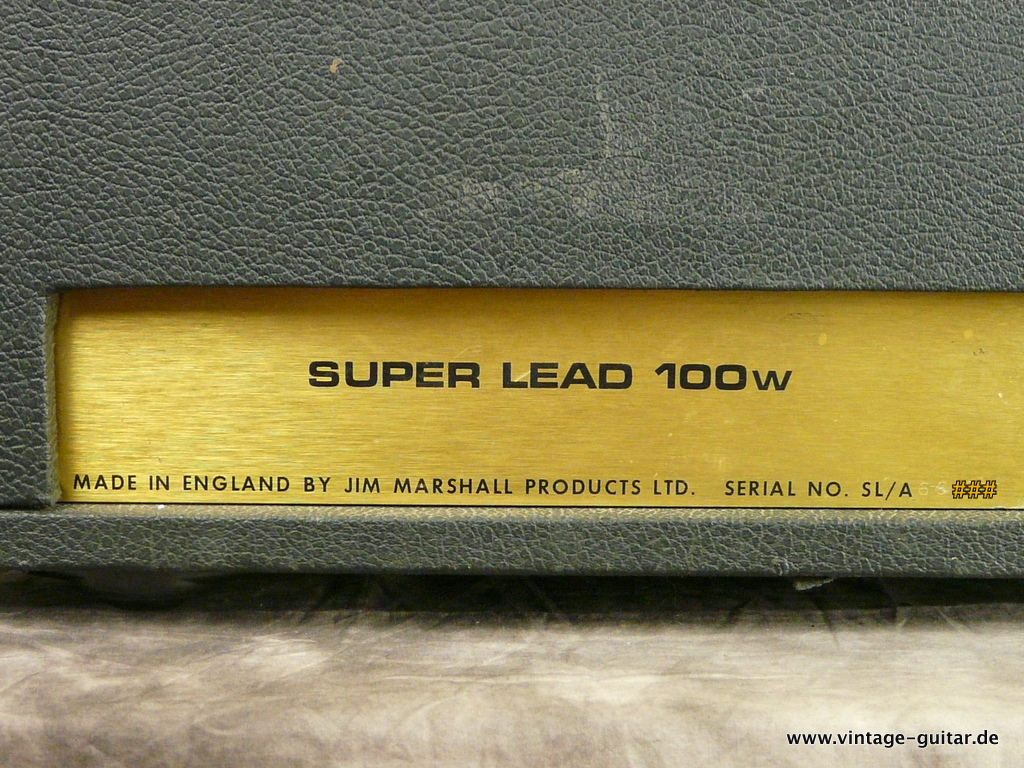 SUPER LEAD 100W
MADE IN ENGLAND BY JIM MARSHALL PRODUCTS LTD. SERIAL NO. SL/A
www.vintage-guitar.de